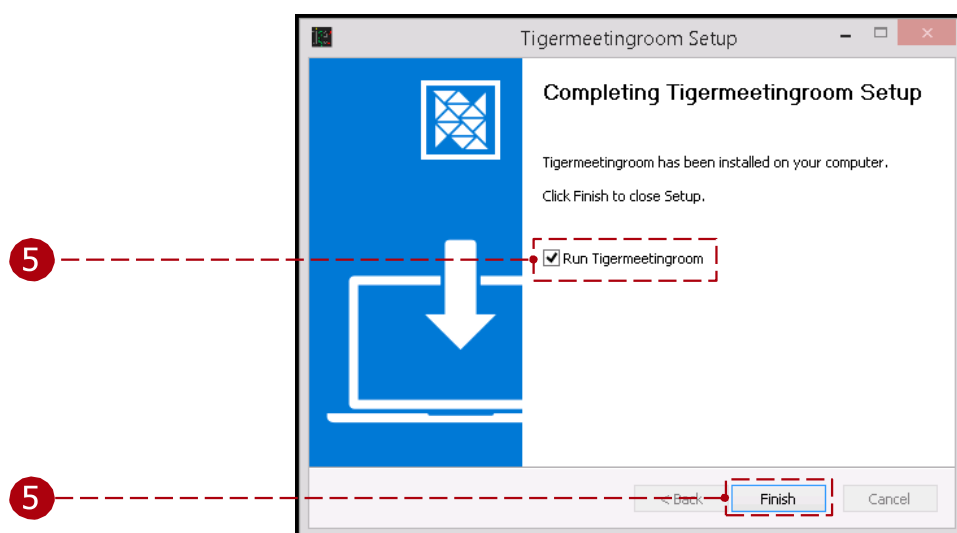 Tigermeetingroom Setup
Completing Tigermeetingroom Setup
Tigermeetingroom has been installed on your computer.
Click Finish to close Setup.
5
Run Tigermeetingroom
5
< Back Finish Cancel